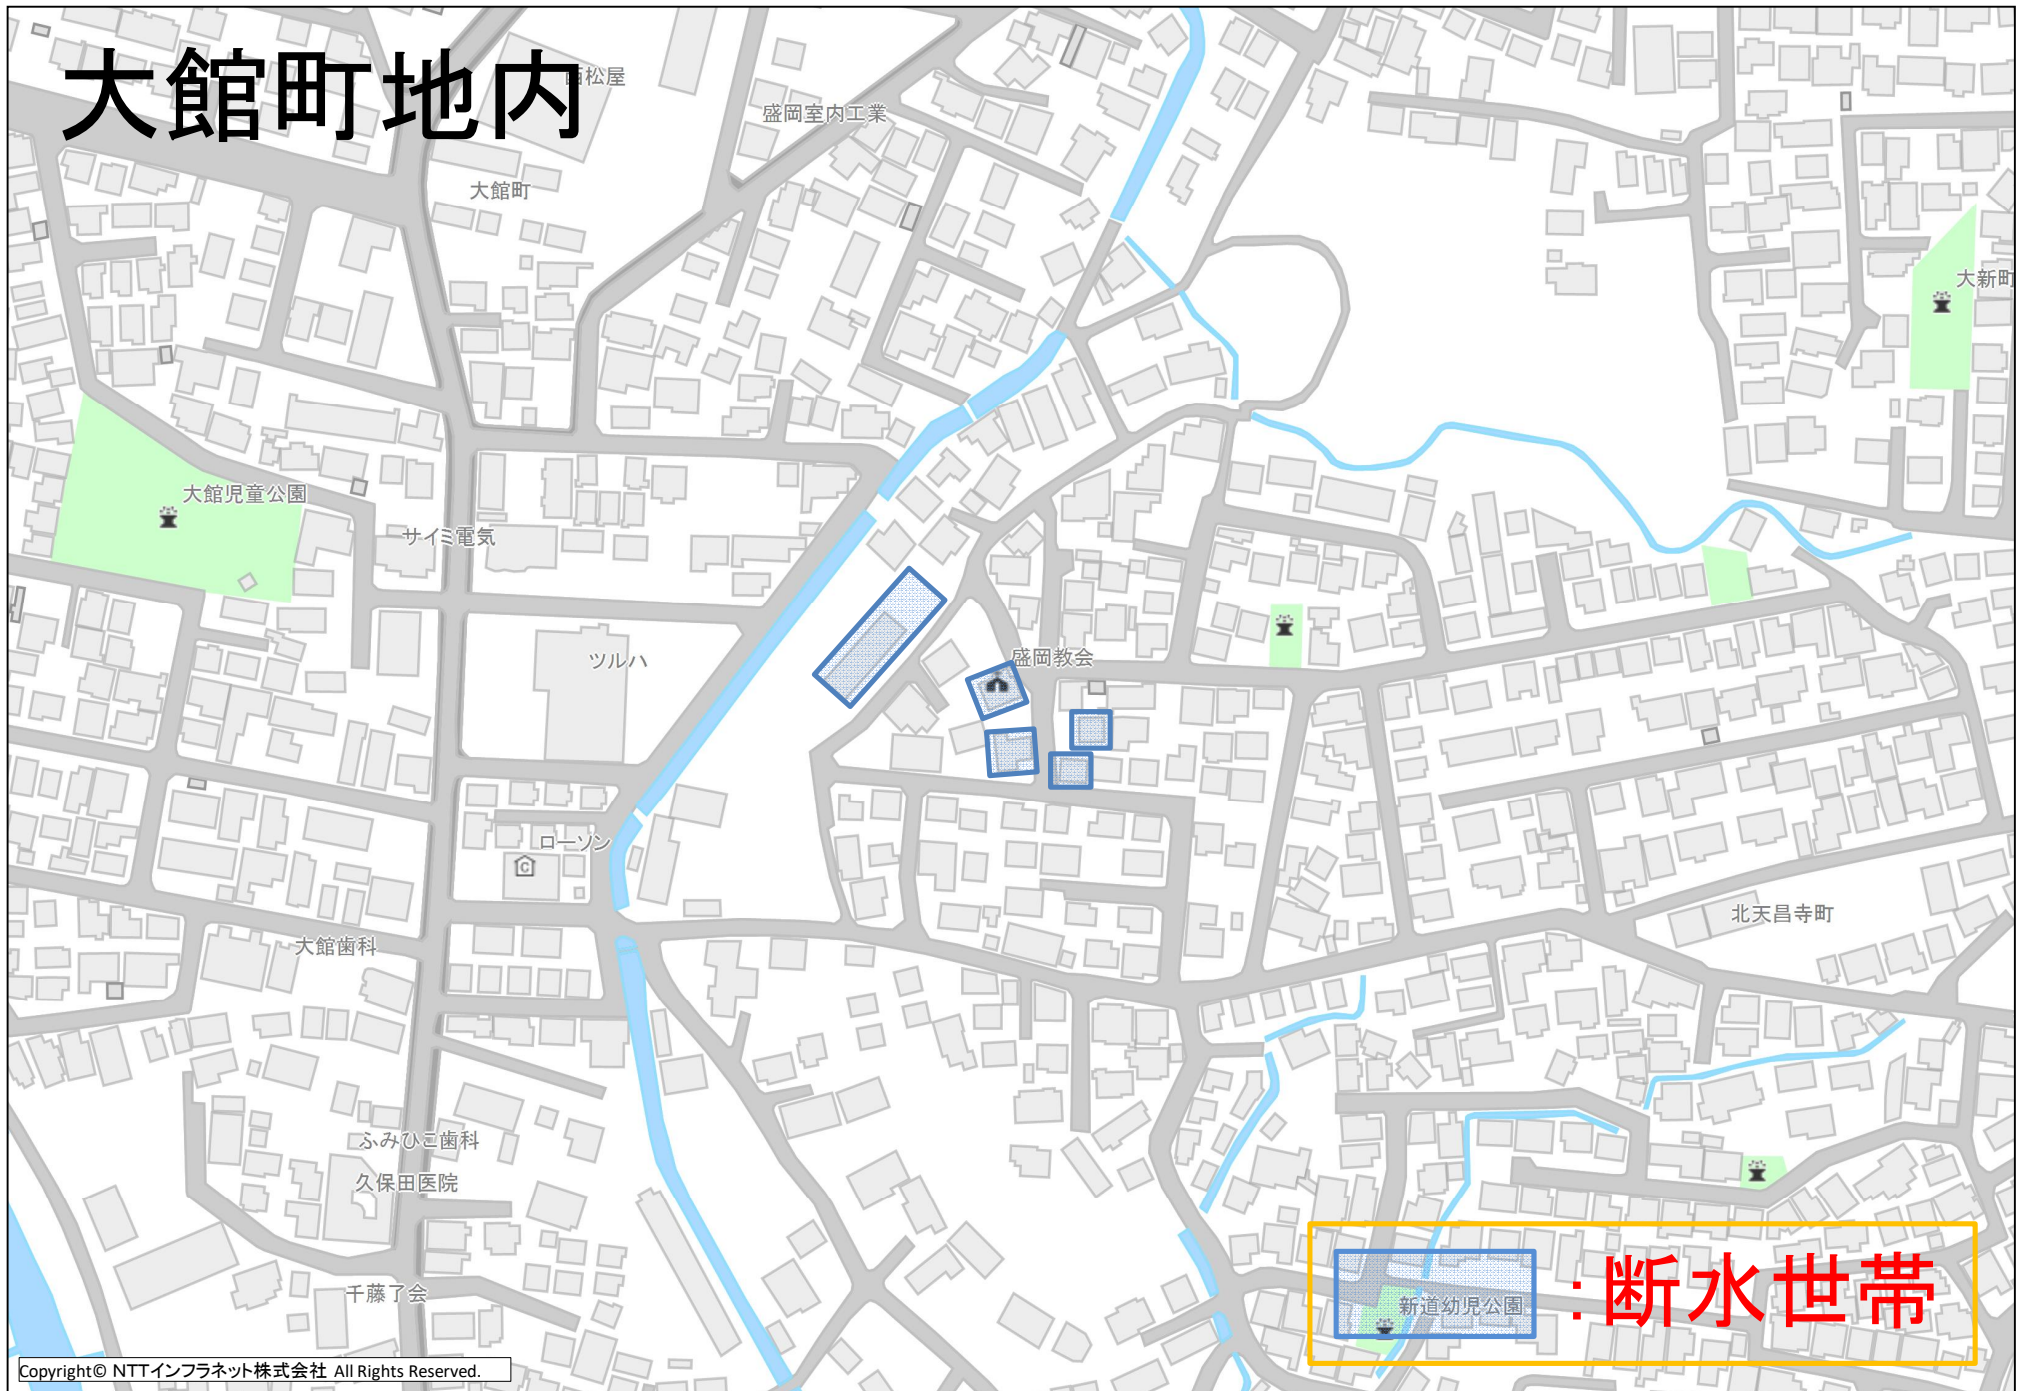 大館町地内
西松屋
盛岡室内工業
大館町
大新町
大館児童公園
サイミ電気
ツルハ
盛岡教会
ローソン
C
北天昌寺町
大館歯科
ふみひこ歯科
久保田医院
千藤了会
新道幼児公園
：断水世帯
Copyright© NTTインフラネット株式会社 All Rights Reserved.